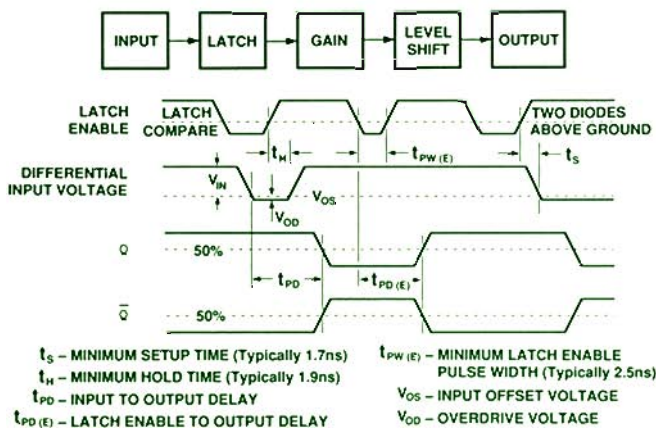 INPUT
LATCH
GAIN
LEVEL
SHIFT
OUTPUT
LATCH
ENABLE
LATCH
COMPARE
TWO DIODES
ABOVE GROUND
tH
tPW (E)
tS
DIFFERENTIAL
INPUT VOLTAGE
VIN
VOS
VOD
Q
50%
tPD
tPD (E)
Q̅
50%
tS – MINIMUM SETUP TIME (Typically 1.7ns)
tH – MINIMUM HOLD TIME (Typically 1.9ns)
tPD – INPUT TO OUTPUT DELAY
tPD (E) – LATCH ENABLE TO OUTPUT DELAY
tPW (E) – MINIMUM LATCH ENABLE
PULSE WIDTH (Typically 2.5ns)
VOS – INPUT OFFSET VOLTAGE
VOD – OVERDRIVE VOLTAGE